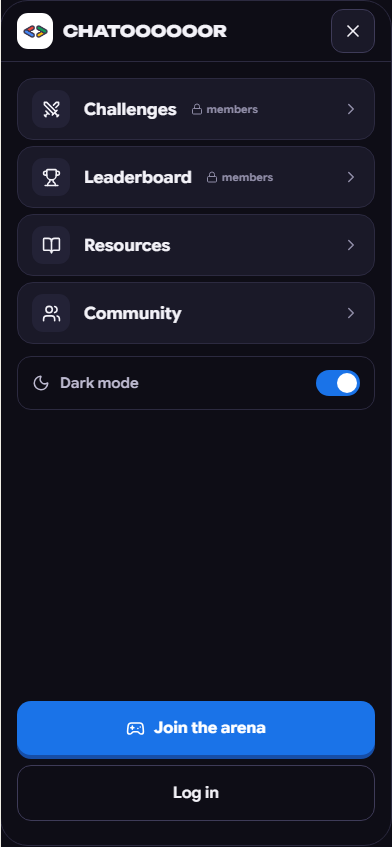 CHATOOOOOOR
Challenges members
Leaderboard members
Resources
Community
Dark mode
Join the arena
Log in